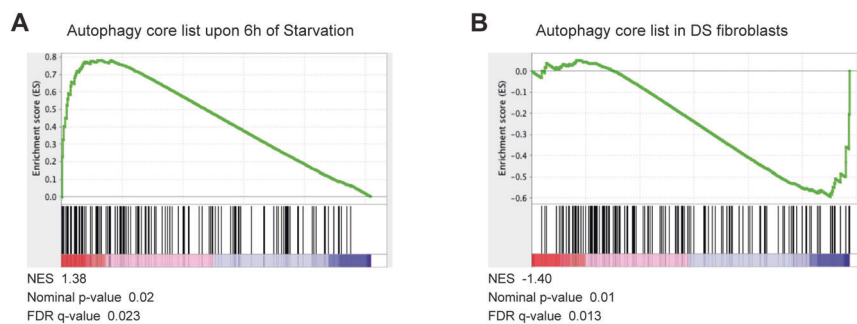 A
Autophagy core list upon 6h of Starvation
Enrichment score (ES)
0.8
0.7
0.6
0.5
0.4
0.3
0.2
0.1
0.0
NES 1.38
Nominal p-value 0.02
FDR q-value 0.023
B
Autophagy core list in DS fibroblasts
Enrichment score (ES)
0.0
-0.1
-0.2
-0.3
-0.4
-0.5
-0.6
NES -1.40
Nominal p-value 0.01
FDR q-value 0.013